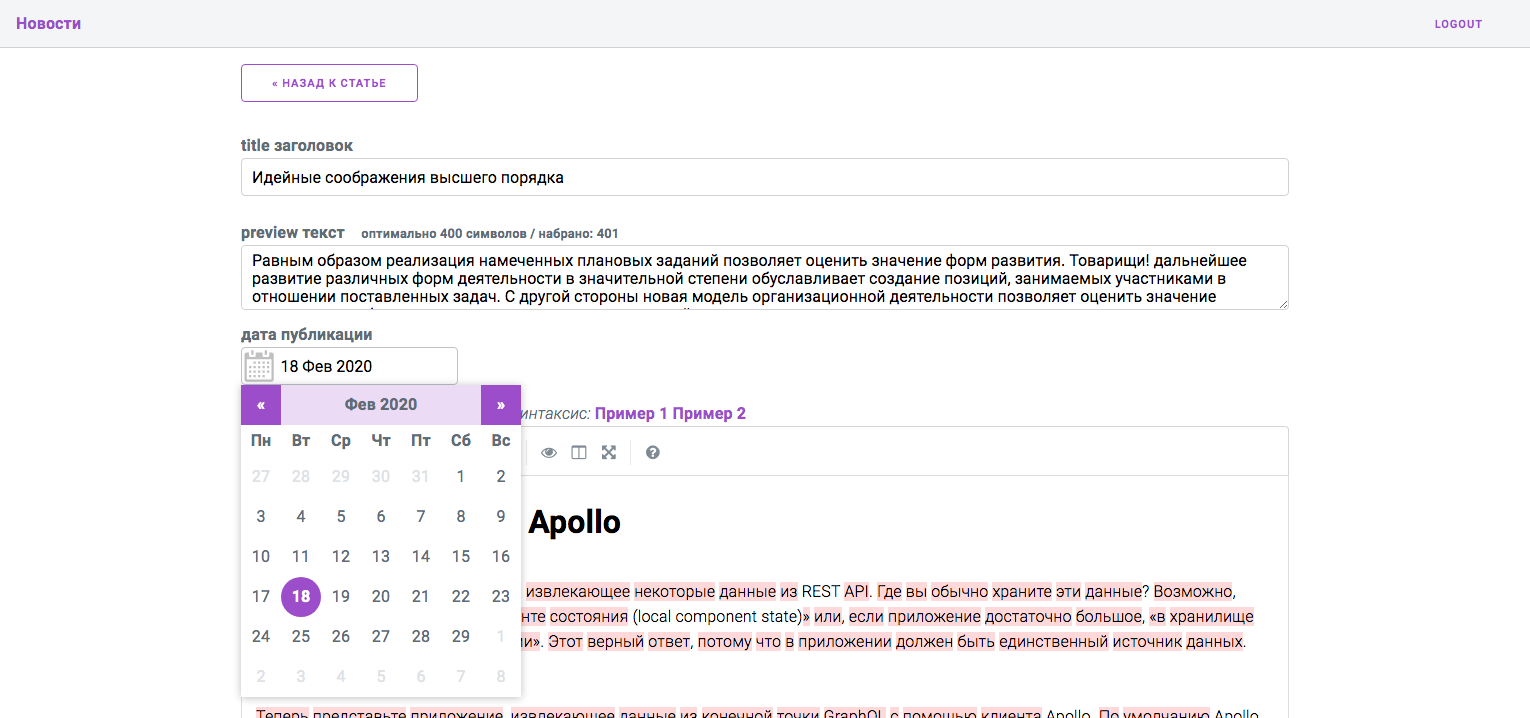 Новости
LOGOUT
« НАЗАД К СТАТЬЕ
title заголовок
Идейные соображения высшего порядка
preview текст оптимально 400 символов / набрано: 401
Равным образом реализация намеченных плановых заданий позволяет оценить значение форм развития. Товарищи! дальнейшее
развитие различных форм деятельности в значительной степени обуславливает создание позиций, занимаемых участниками в
отношении поставленных задач. С другой стороны новая модель организационной деятельности позволяет оценить значение
дата публикации
18 Фев 2020
« Фев 2020 »
интаксис: Пример 1 Пример 2
Пн Вт Ср Чт Пт Сб Вс
27 28 29 30 31 1 2
3 4 5 6 7 8 9
10 11 12 13 14 15 16
17 18 19 20 21 22 23
24 25 26 27 28 29 1
2 3 4 5 6 7 8
Apollo
извлекающее некоторые данные из REST API. Где вы обычно храните эти данные? Возможно,
нте состояния (local component state)» или, если приложение достаточно большое, «в хранилище
ии». Этот верный ответ, потому что в приложении должен быть единственный источник данных.
Теперь представьте приложение, извлекающее данные из конечной точки GraphQL с помощью клиента Apollo. По умолчанию Apollo